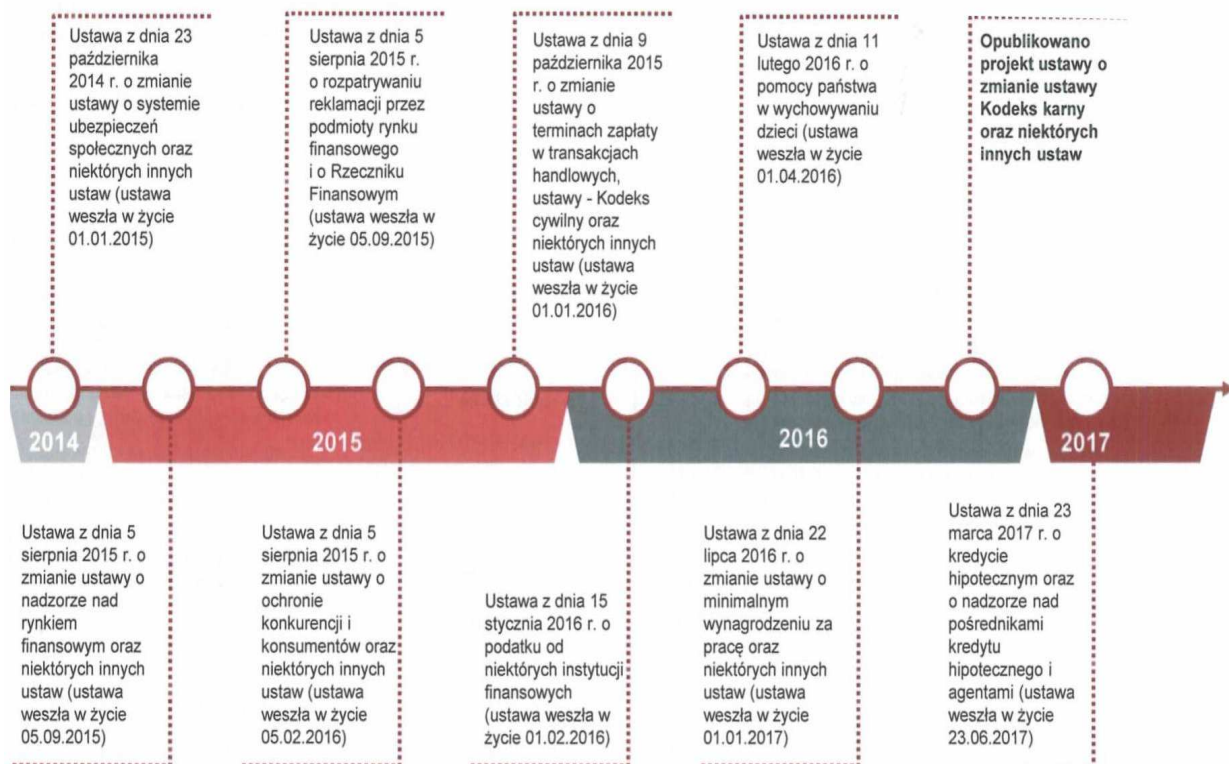 Ustawa z dnia 23
października
2014 r. o zmianie
ustawy o systemie
ubezpieczeń
społecznych oraz
niektórych innych
ustaw (ustawa
weszła w życie
01.01.2015)
Ustawa z dnia 5
sierpnia 2015 r.
o rozpatrywaniu
reklamacji przez
podmioty rynku
finansowego
i o Rzeczniku
Finansowym
(ustawa weszła w
życie 05.09.2015)
Ustawa z dnia 9
października 2015
r. o zmianie
ustawy o
terminach zapłaty
w transakcjach
handlowych,
ustawy - Kodeks
cywilny oraz
niektórych innych
ustaw (ustawa
weszła w życie
01.01.2016)
Ustawa z dnia 11
lutego 2016 r. o
pomocy państwa
w wychowywaniu
dzieci (ustawa
weszła w życie
01.04.2016)
Opublikowano
projekt ustawy o
zmianie ustawy
Kodeks karny
oraz niektórych
innych ustaw
2014
2015
2016
2017
Ustawa z dnia 5
sierpnia 2015 r. o
zmianie ustawy o
nadzorze nad
rynkiem
finansowym oraz
niektórych innych
ustaw (ustawa
weszła w życie
05.09.2015)
Ustawa z dnia 5
sierpnia 2015 r. o
zmianie ustawy o
ochronie
konkurencji i
konsumentów oraz
niektórych innych
ustaw (ustawa
weszła w życie
05.02.2016)
Ustawa z dnia 15
stycznia 2016 r. o
podatku od
niektórych instytucji
finansowych
(ustawa weszła w
życie 01.02.2016)
Ustawa z dnia 22
lipca 2016 r. o
zmianie ustawy o
minimalnym
wynagrodzeniu za
pracę oraz
niektórych innych
ustaw (ustawa
weszła w życie
01.01.2017)
Ustawa z dnia 23
marca 2017 r. o
kredycie
hipotecznym oraz
o nadzorze nad
pośrednikami
kredytu
hipotecznego i
agentami (ustawa
weszła w życie
23.06.2017)